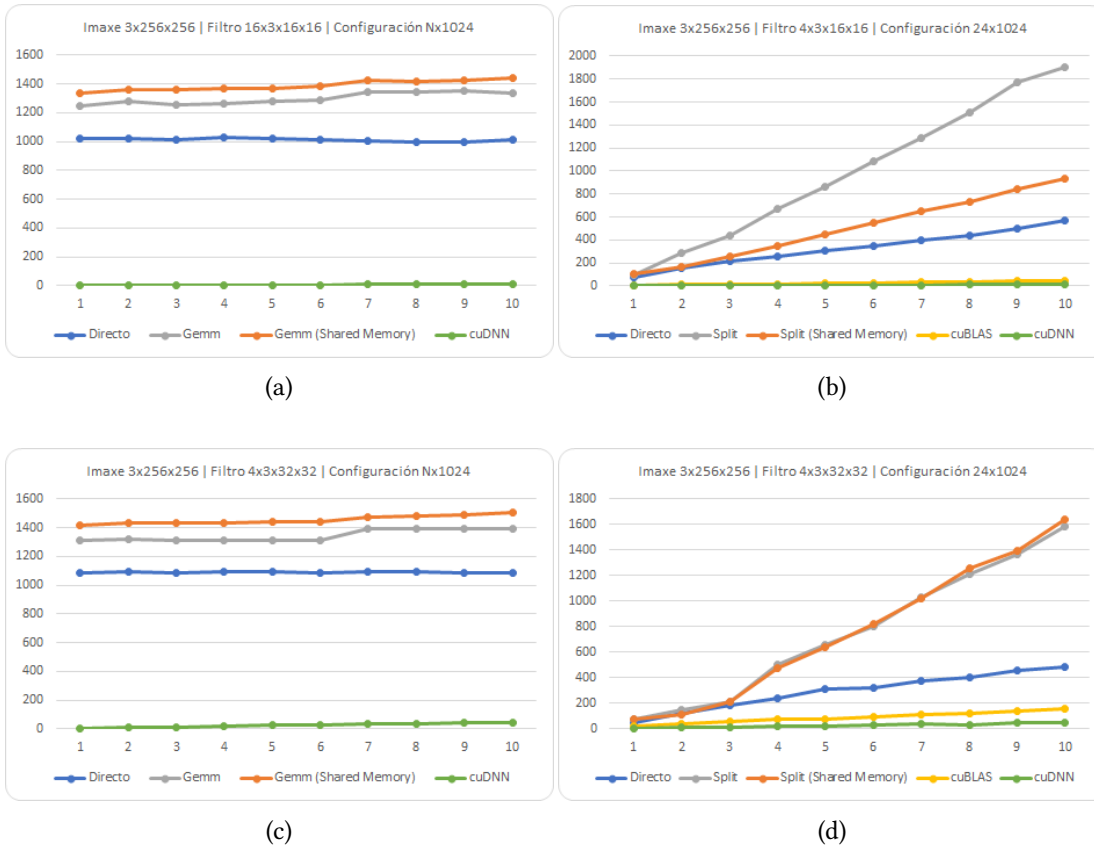 Imaxe 3x256x256 | Filtro 16x3x16x16 | Configuración Nx1024
1600
1400
1200
1000
800
600
400
200
0
1 2 3 4 5 6 7 8 9 10
Directo Gemm Gemm (Shared Memory) cuDNN
(a)
Imaxe 3x256x256 | Filtro 4x3x16x16 | Configuración 24x1024
2000
1800
1600
1400
1200
1000
800
600
400
200
0
1 2 3 4 5 6 7 8 9 10
Directo Split Split (Shared Memory) cuBLAS cuDNN
(b)
Imaxe 3x256x256 | Filtro 4x3x32x32 | Configuración Nx1024
1600
1400
1200
1000
800
600
400
200
0
1 2 3 4 5 6 7 8 9 10
Directo Gemm Gemm (Shared Memory) cuDNN
(c)
Imaxe 3x256x256 | Filtro 4x3x32x32 | Configuración 24x1024
1800
1600
1400
1200
1000
800
600
400
200
0
1 2 3 4 5 6 7 8 9 10
Directo Split Split (Shared Memory) cuBLAS cuDNN
(d)